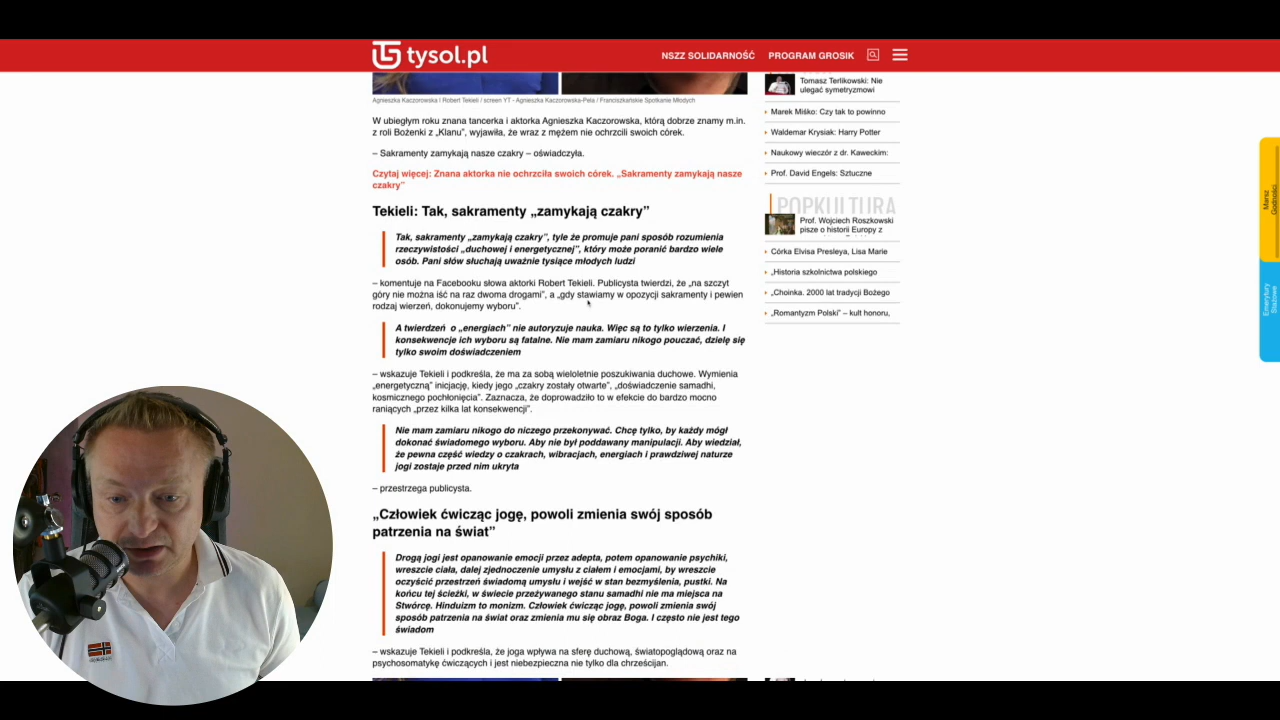 tysol.pl
NSZZ SOLIDARNOŚĆ
PROGRAM GROSIK
Agnieszka Kaczorowska / Robert Tekieli / screen YT - Agnieszka Kaczorowska-Pela / Franciszkańskie Spotkanie Młodych
W ubiegłym roku znana tancerka i aktorka Agnieszka Kaczorowska, którą dobrze znamy m.in.
z roli Bożenki z „Klanu”, wyjawiła, że wraz z mężem nie ochrzcili swoich córek.
– Sakramenty zamykają nasze czakry – oświadczyła.
Czytaj więcej: Znana aktorka nie ochrzciła swoich córek. „Sakramenty zamykają nasze
czakry”
Tekieli: Tak, sakramenty „zamykają czakry”
Tak, sakramenty „zamykają czakry”, tyle że promuje pani sposób rozumienia
rzeczywistości „duchowej i energetycznej”, który może poranić bardzo wiele
osób. Pani słów słuchają uważnie tysiące młodych ludzi
– komentuje na Facebooku słowa aktorki Robert Tekieli. Publicysta twierdzi, że „na szczyt
góry nie można iść na raz dwoma drogami”, a „gdy stawiamy w opozycji sakramenty i pewien
rodzaj wierzeń, dokonujemy wyboru”.
A twierdzeń o „energiach” nie autoryzuje nauka. Więc są to tylko wierzenia. I
konsekwencje ich wyboru są fatalne. Nie mam zamiaru nikogo pouczać, dzielę się
tylko swoim doświadczeniem
– wskazuje Tekieli i podkreśla, że ma za sobą wieloletnie poszukiwania duchowe. Wymienia
„energetyczną” inicjację, kiedy jego „czakry zostały otwarte”, „doświadczenie samadhi,
kosmicznego pochłonięcia”. Zaznacza, że doprowadziło to w efekcie do bardzo mocno
raniących „przez kilka lat konsekwencji”.
Nie mam zamiaru nikogo do niczego przekonywać. Chcę tylko, by każdy mógł
dokonać świadomego wyboru. Aby nie był poddawany manipulacji. Aby wiedział,
że pewna część wiedzy o czakrach, wibracjach, energiach i prawdziwej naturze
jogi zostaje przed nim ukryta
– przestrzega publicysta.
„Człowiek ćwicząc jogę, powoli zmienia swój sposób
patrzenia na świat”
Drogą jogi jest opanowanie emocji przez adepta, potem opanowanie psychiki,
wreszcie ciała, dalej zjednoczenie umysłu z ciałem i emocjami, by wreszcie
oczyścić przestrzeń świadomą umysłu i wejść w stan bezmyślenia, pustki. Na
końcu tej ścieżki, w świecie przeżywanego stanu samadhi nie ma miejsca na
Stwórcę. Hinduizm to monizm. Człowiek ćwicząc jogę, powoli zmienia swój
sposób patrzenia na świat oraz zmienia mu się obraz Boga. I często nie jest tego
świadom
– wskazuje Tekieli i podkreśla, że joga wpływa na sferę duchową, światopoglądową oraz na
psychosomatykę ćwiczących i jest niebezpieczna nie tylko dla chrześcijan.
Tomasz Terlikowski: Nie
ulegać symetryzmowi
Marek Miśko: Czy tak to powinno
Waldemar Krysiak: Harry Potter
Naukowy wieczór z dr. Kaweckim:
Prof. David Engels: Sztuczne
POPKULTURA
Prof. Wojciech Roszkowski
pisze o historii Europy z
Córka Elvisa Presleya, Lisa Marie
„Historia szkolnictwa polskiego
„Choinka. 2000 lat tradycji Bożego
„Romantyzm Polski” – kult honoru,
Marsz
Godności
Emerytury
Stażowe